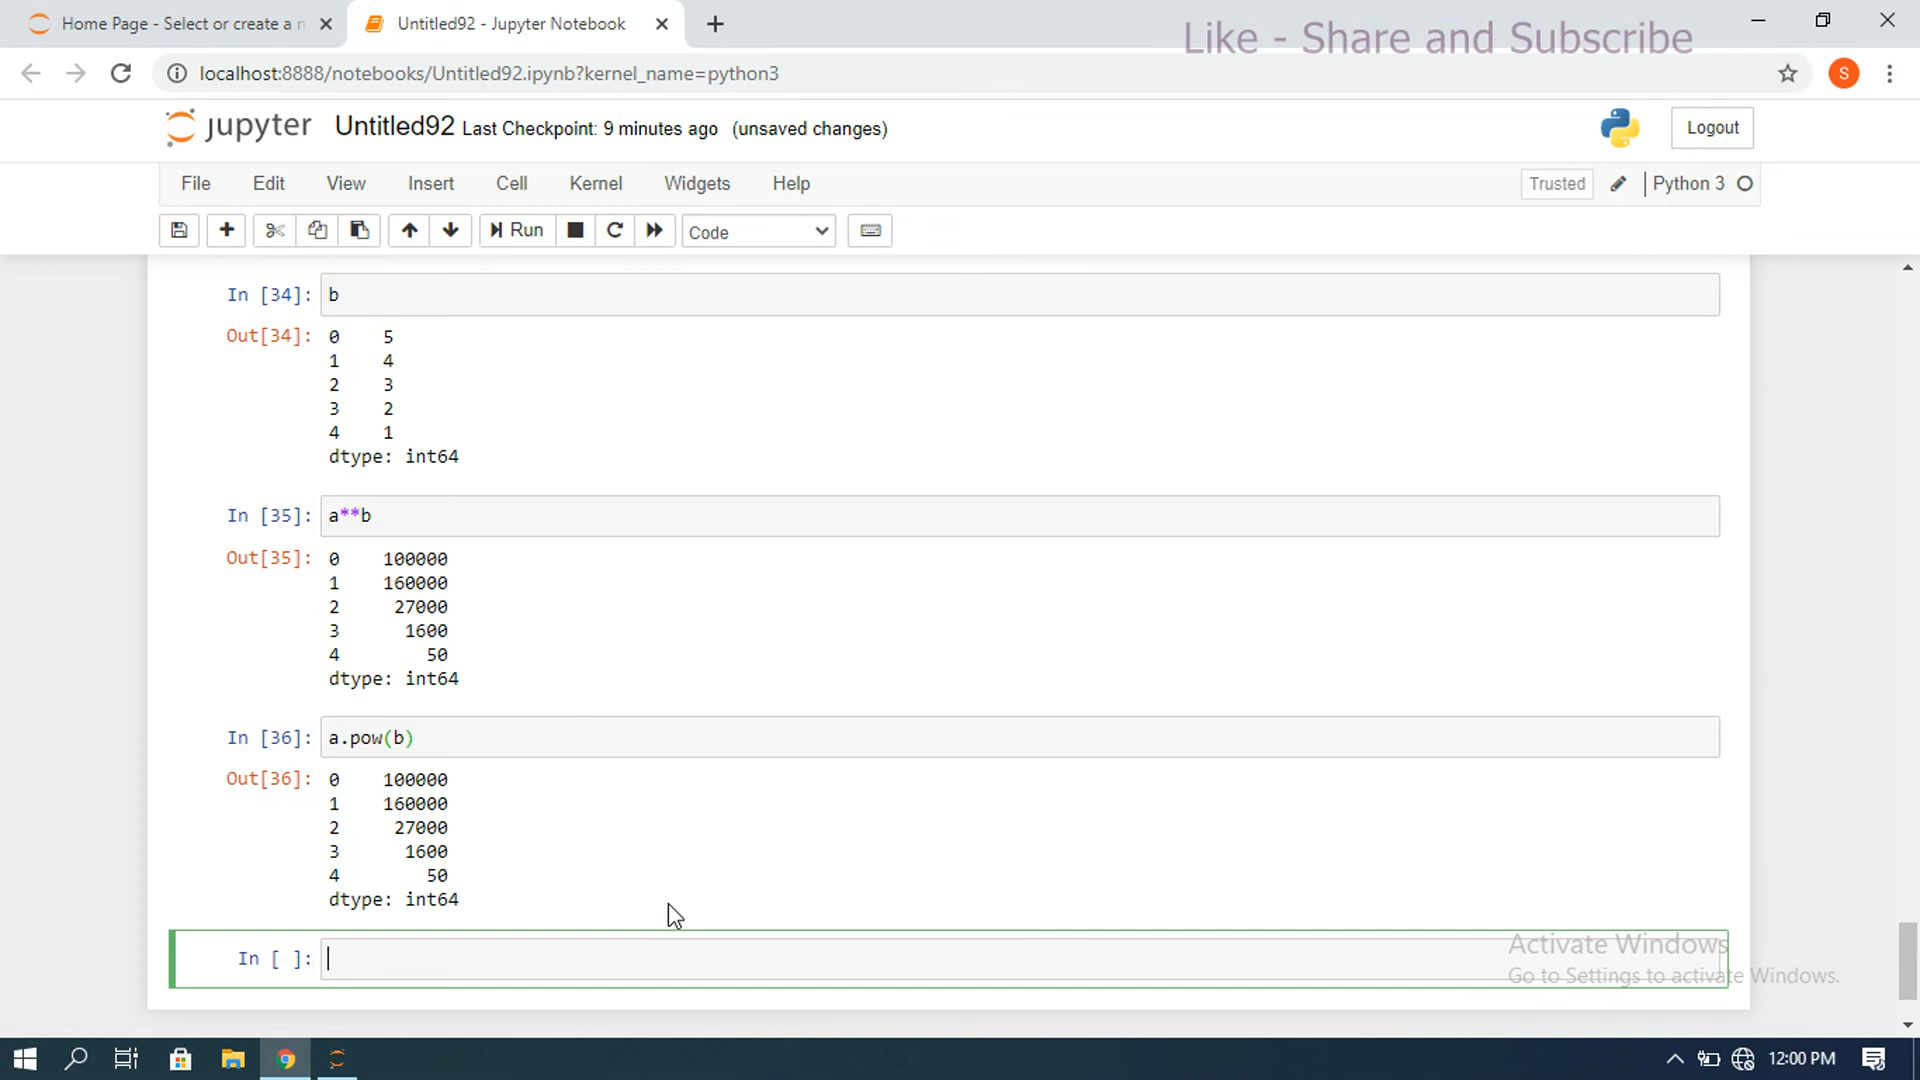 Home Page - Select or create a n
Untitled92 - Jupyter Notebook
Like - Share and Subscribe
localhost:8888/notebooks/Untitled92.ipynb?kernel_name=python3
S
jupyter Untitled92 Last Checkpoint: 9 minutes ago (unsaved changes)
Logout
File Edit View Insert Cell Kernel Widgets Help
Trusted
Python 3
Run
Code
In [34]: b
Out[34]: 0 5
1 4
2 3
3 2
4 1
dtype: int64
In [35]: a**b
Out[35]: 0 100000
1 160000
2 27000
3 1600
4 50
dtype: int64
In [36]: a.pow(b)
Out[36]: 0 100000
1 160000
2 27000
3 1600
4 50
dtype: int64
In [ ]:
Activate Windows
Go to Settings to activate Windows.
12:00 PM